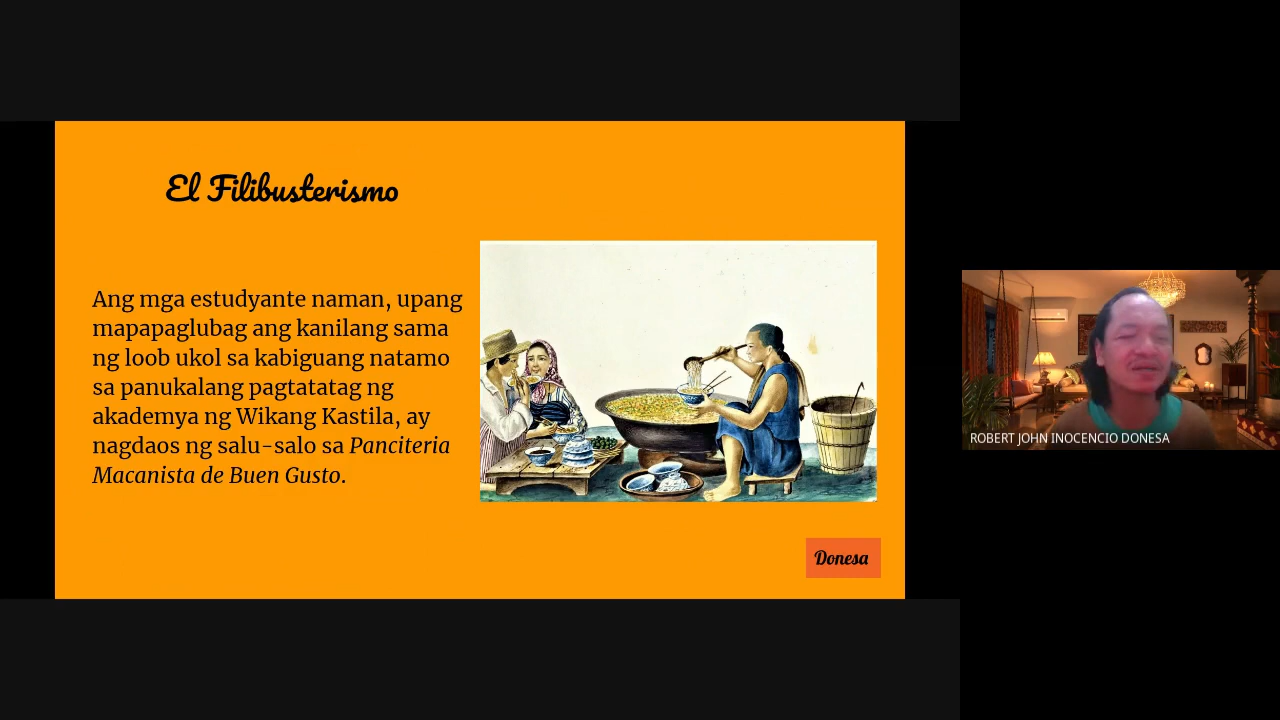 El Filibusterismo
Ang mga estudyante naman, upang
mapapaglubag ang kanilang sama
ng loob ukol sa kabiguang natamo
sa panukalang pagtatatag ng
akademya ng Wikang Kastila, ay
nagdaos ng salu-salo sa Panciteria
Macanista de Buen Gusto.
Donesa
ROBERT JOHN INOCENCIO DONESA